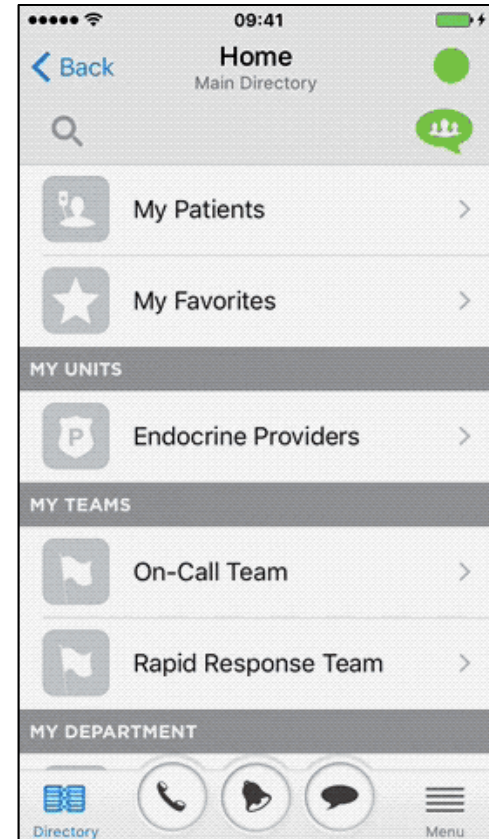 09:41
Back
Home
Main Directory
My Patients
My Favorites
MY UNITS
P
Endocrine Providers
MY TEAMS
On-Call Team
Rapid Response Team
MY DEPARTMENT
Directory
Menu